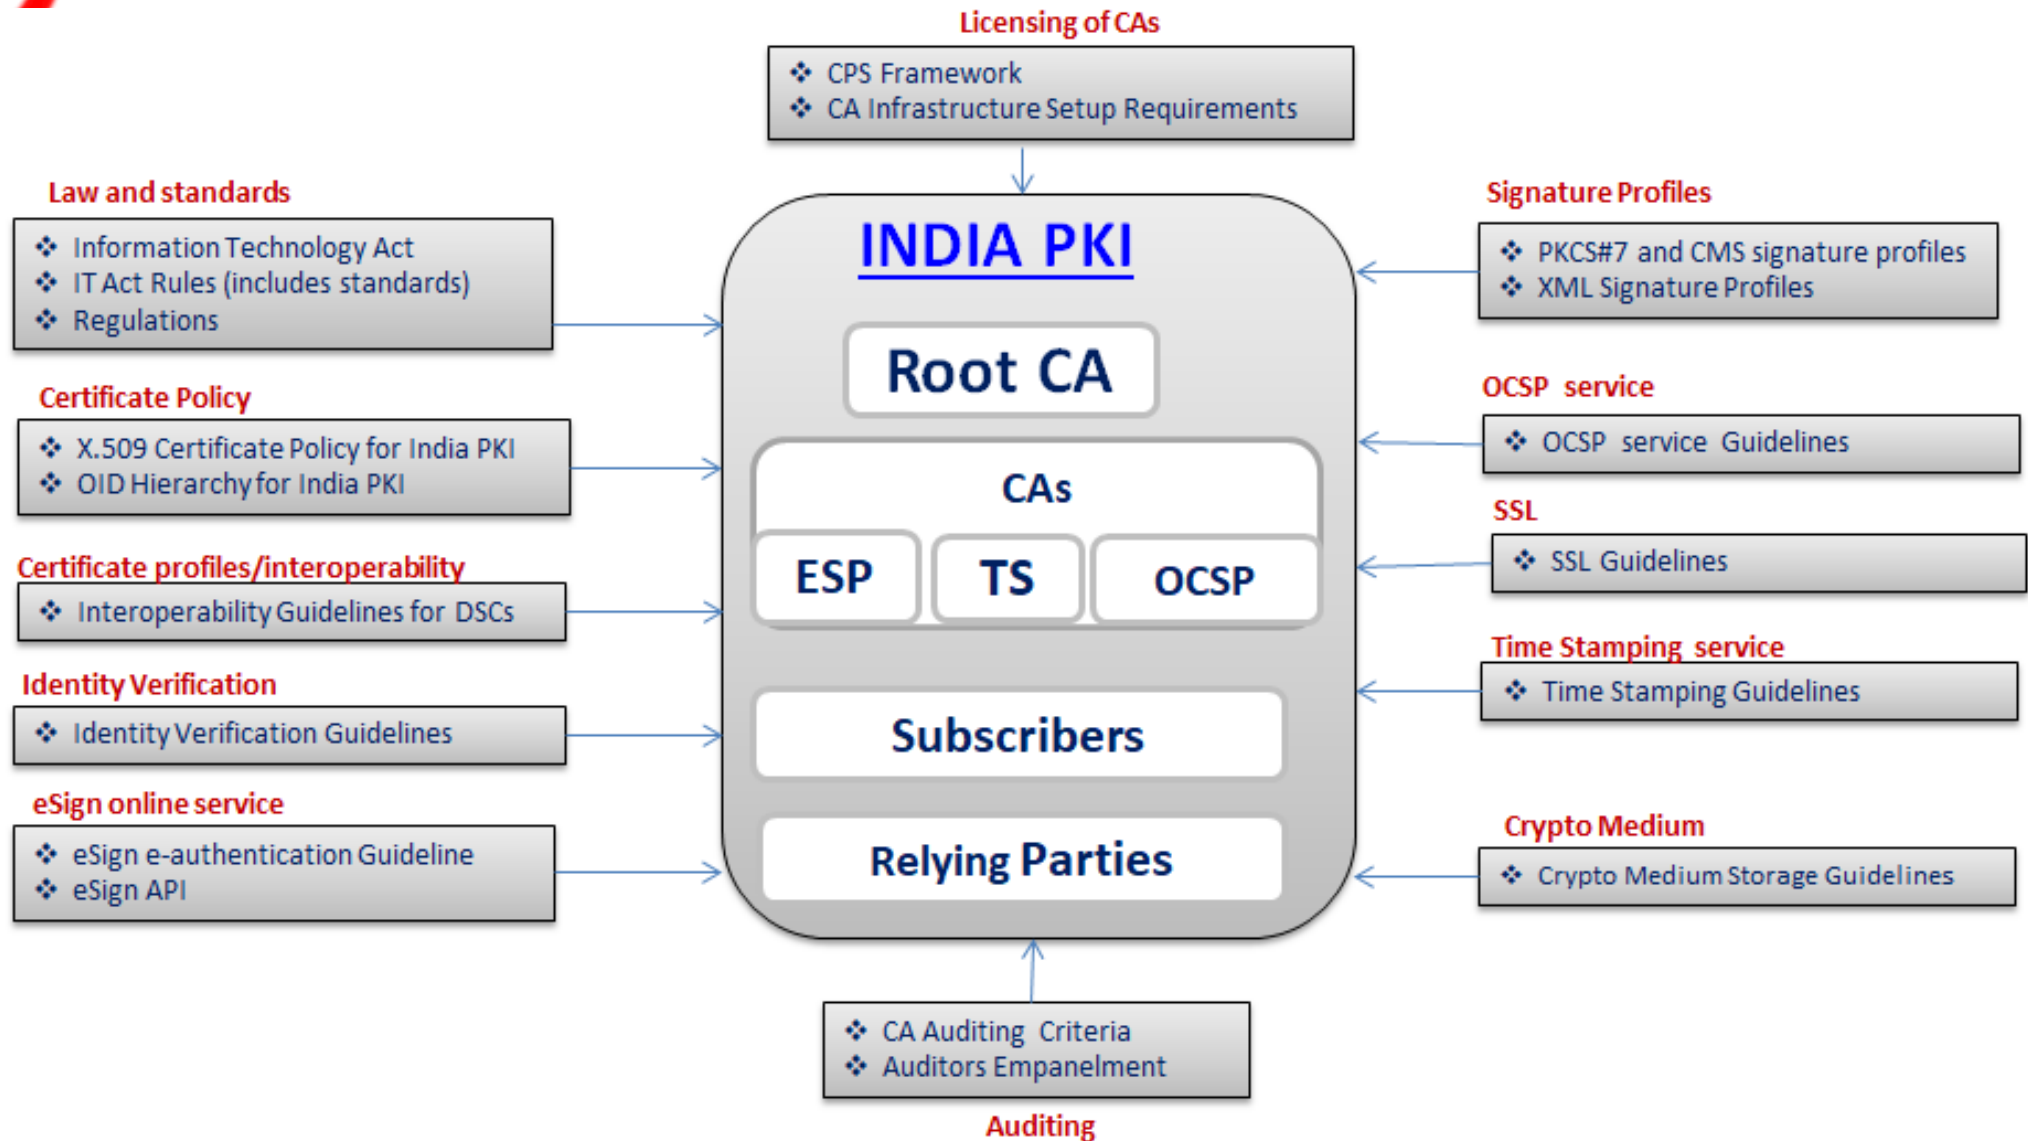 Licensing of CAs
❖ CPS Framework
❖ CA Infrastructure Setup Requirements
Law and standards
❖ Information Technology Act
❖ IT Act Rules (includes standards)
❖ Regulations
Certificate Policy
❖ X.509 Certificate Policy for India PKI
❖ OID Hierarchy for India PKI
Certificate profiles/interoperability
❖ Interoperability Guidelines for DSCs
Identity Verification
❖ Identity Verification Guidelines
eSign online service
❖ eSign e-authentication Guideline
❖ eSign API
INDIA PKI
Root CA
CAs
ESP
TS
OCSP
Subscribers
Relying Parties
Signature Profiles
❖ PKCS#7 and CMS signature profiles
❖ XML Signature Profiles
OCSP service
❖ OCSP service Guidelines
SSL
❖ SSL Guidelines
Time Stamping service
❖ Time Stamping Guidelines
Crypto Medium
❖ Crypto Medium Storage Guidelines
❖ CA Auditing Criteria
❖ Auditors Empanelment
Auditing